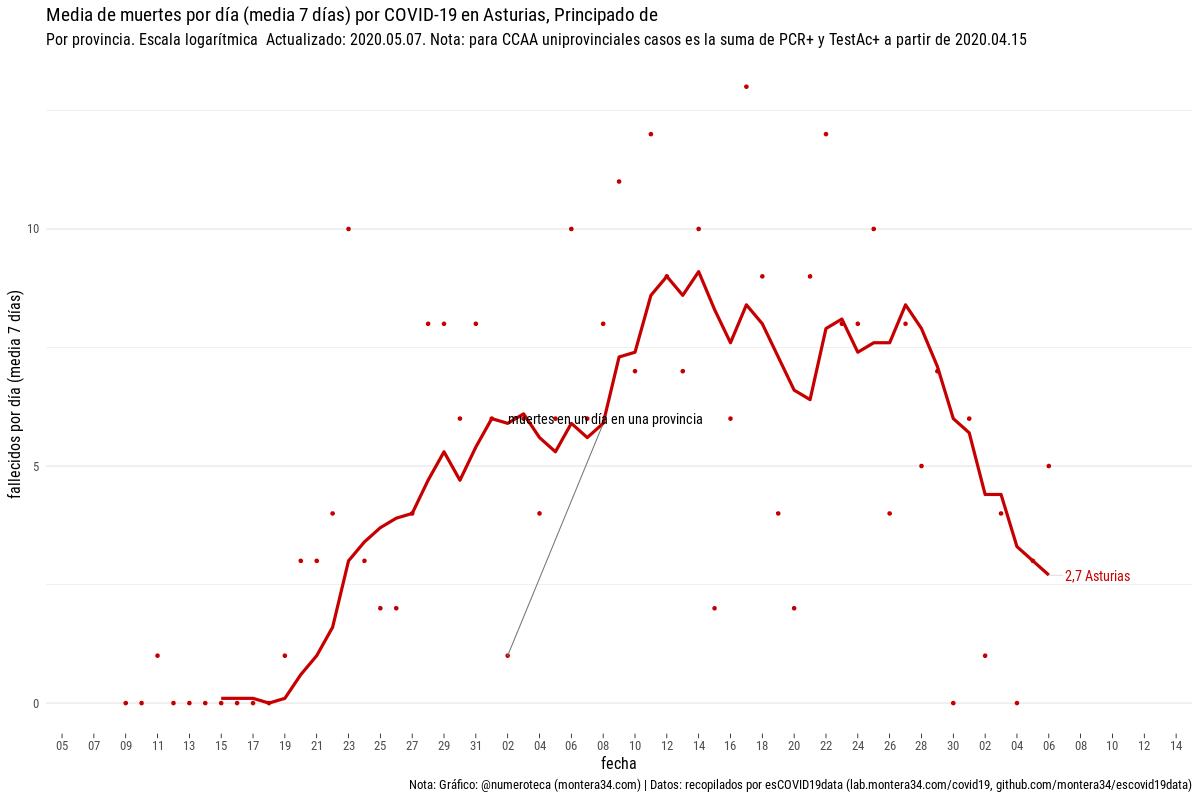 Media de muertes por día (media 7 días) por COVID-19 en Asturias, Principado de
Por provincia. Escala logarítmica  Actualizado: 2020.05.07. Nota: para CCAA uniprovinciales casos es la suma de PCR+ y TestAc+ a partir de 2020.04.15
fallecidos por día (media  7 días)
10
5
0
muertes en un día en una provincia
2,7 Asturias
05 07 09 11 13 15 17 19 21 23 25 27 29 31 02 04 06 08 10 12 14 16 18 20 22 24 26 28 30 02 04 06 08 10 12 14
fecha
Nota: Gráfico: @numeroteca (montera34.com) | Datos: recopilados por esCOVID19data (lab.montera34.com/covid19, github.com/montera34/escovid19data)